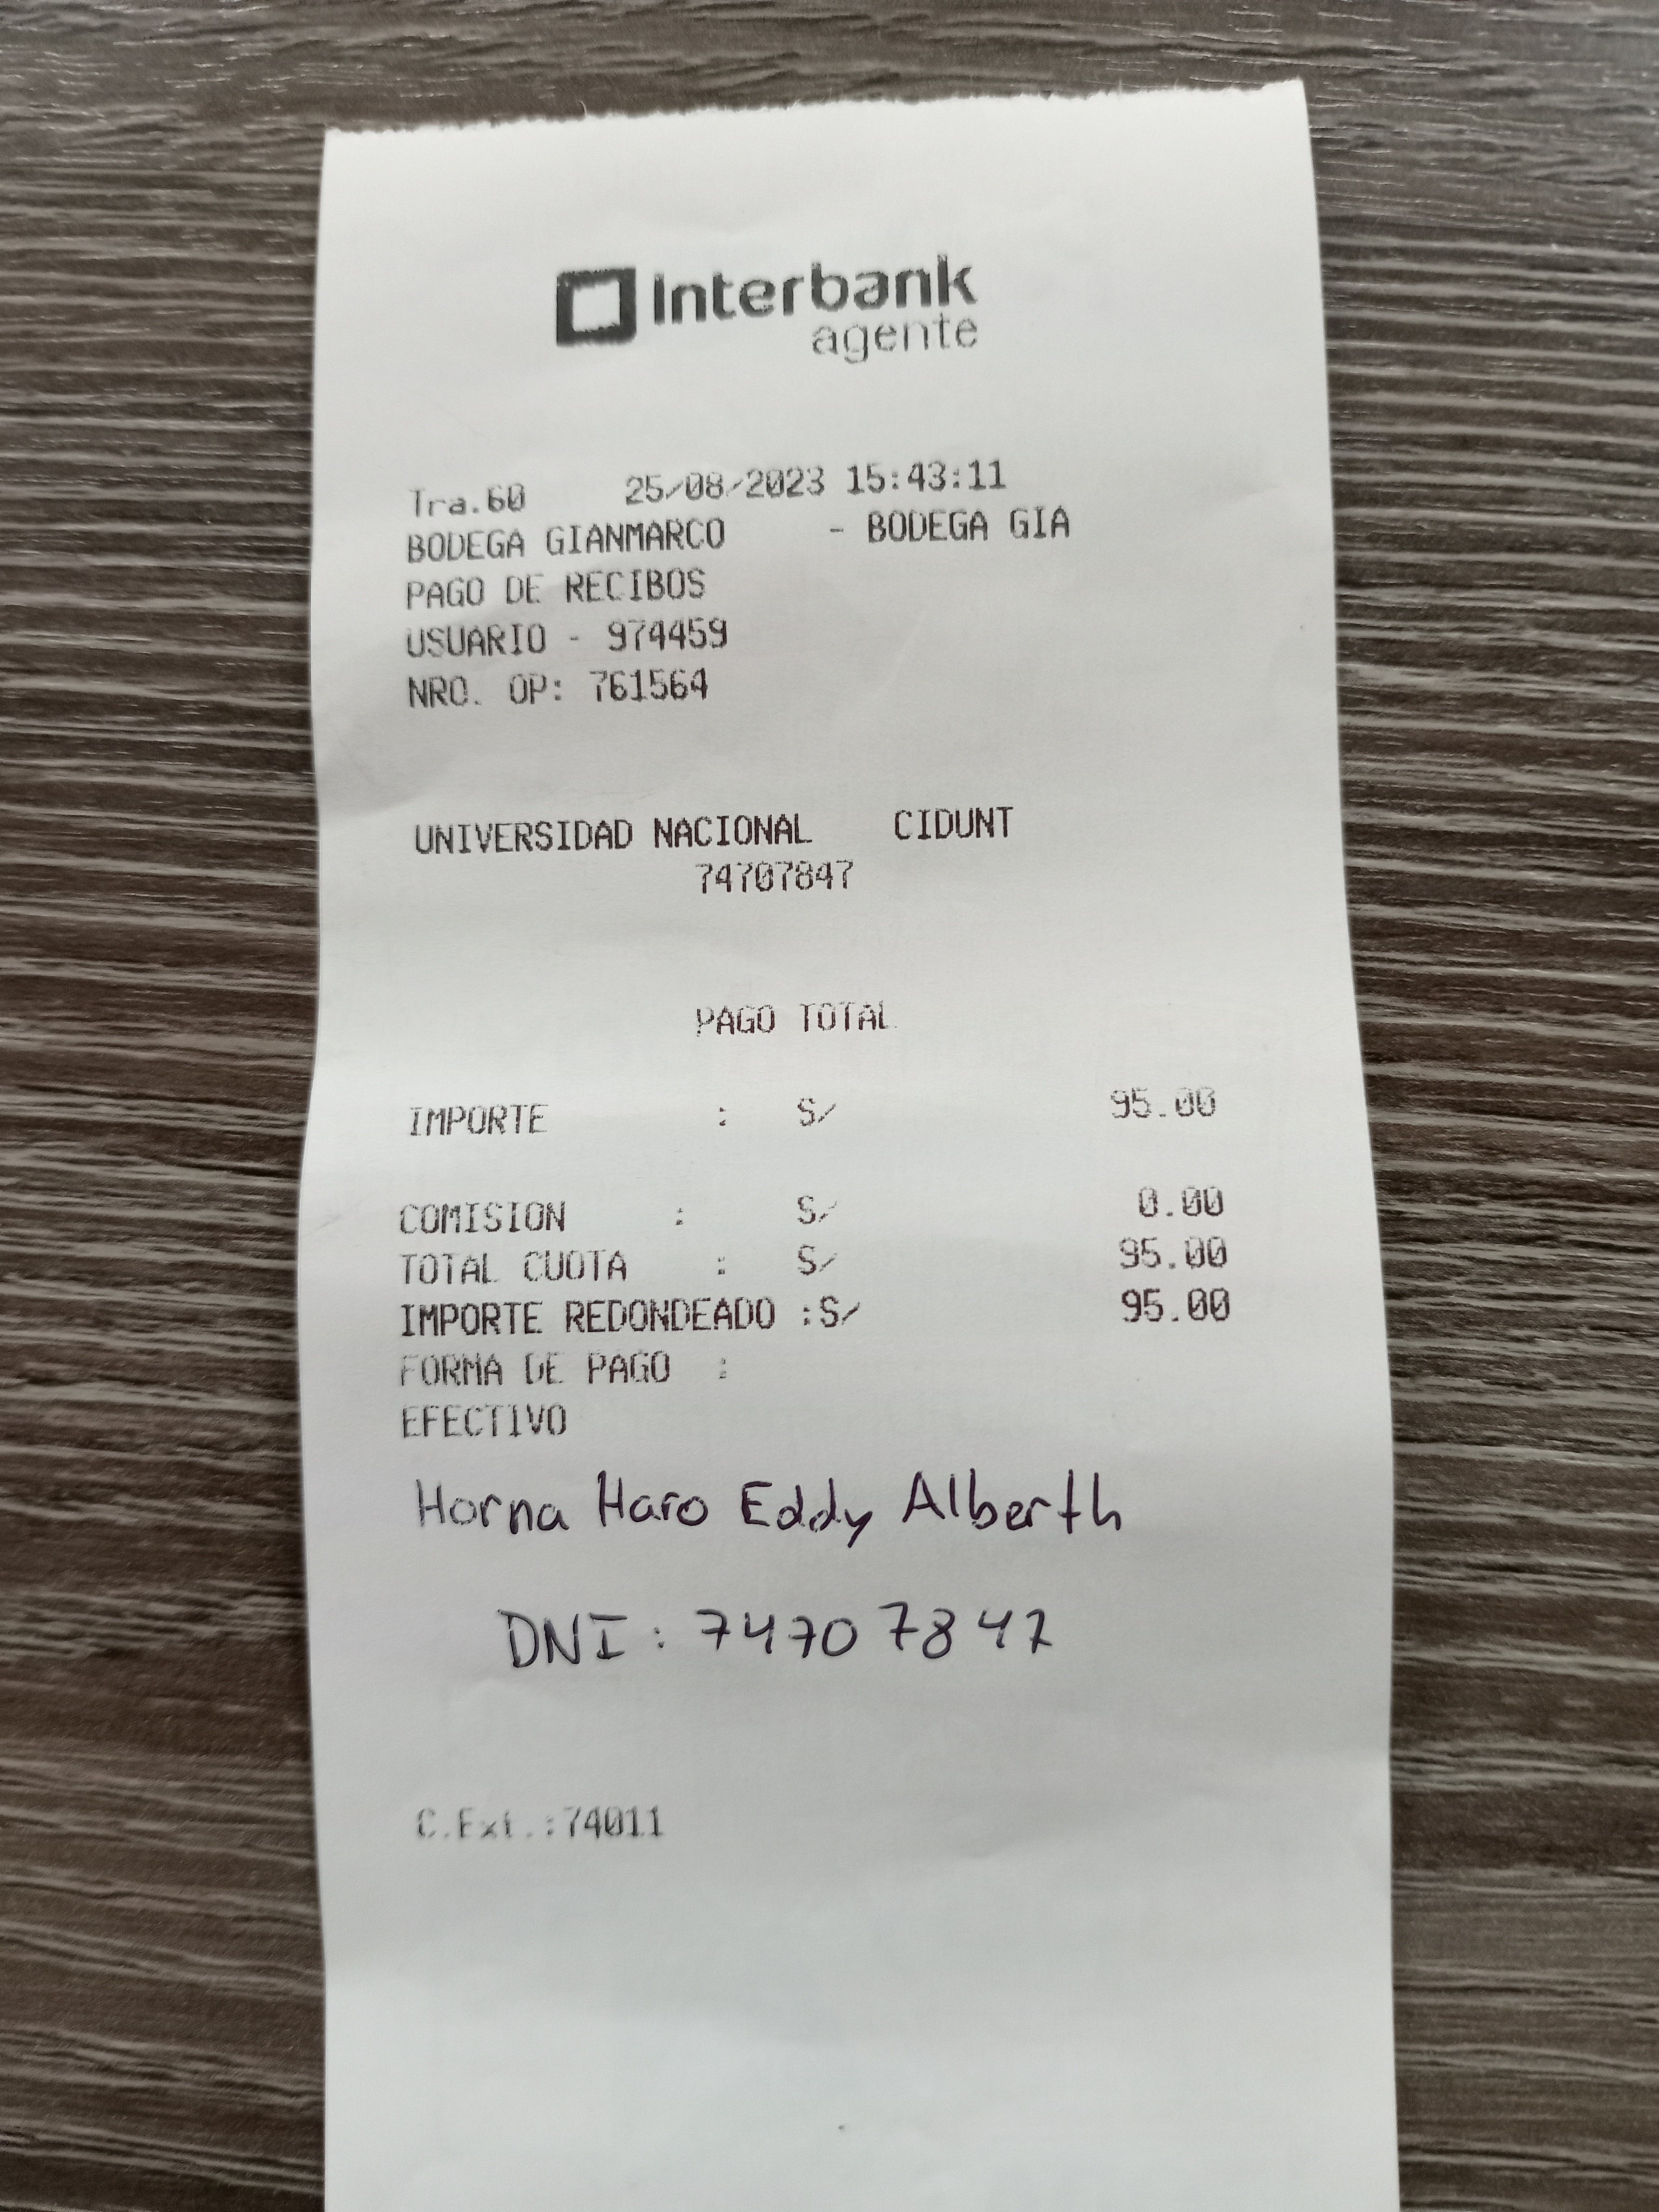 Interbank
agente
Tra.60 25/08/2023 15:43:11
BODEGA GIANMARCO - BODEGA GIA
PAGO DE RECIBOS
USUARIO - 974459
NRO. OP: 761564
UNIVERSIDAD NACIONAL CIDUNT
74707847
PAGO TOTAL
IMPORTE : S/ 95.00
COMISION : S/ 0.00
TOTAL CUOTA : S/ 95.00
IMPORTE REDONDEADO :S/ 95.00
FORMA DE PAGO :
EFECTIVO
Horna Haro Eddy Alberth
DNI: 74707847
C.Ext.:74011